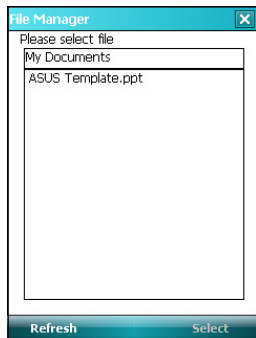 File Manager
Please select file
My Documents
ASUS Template.ppt
Refresh Select